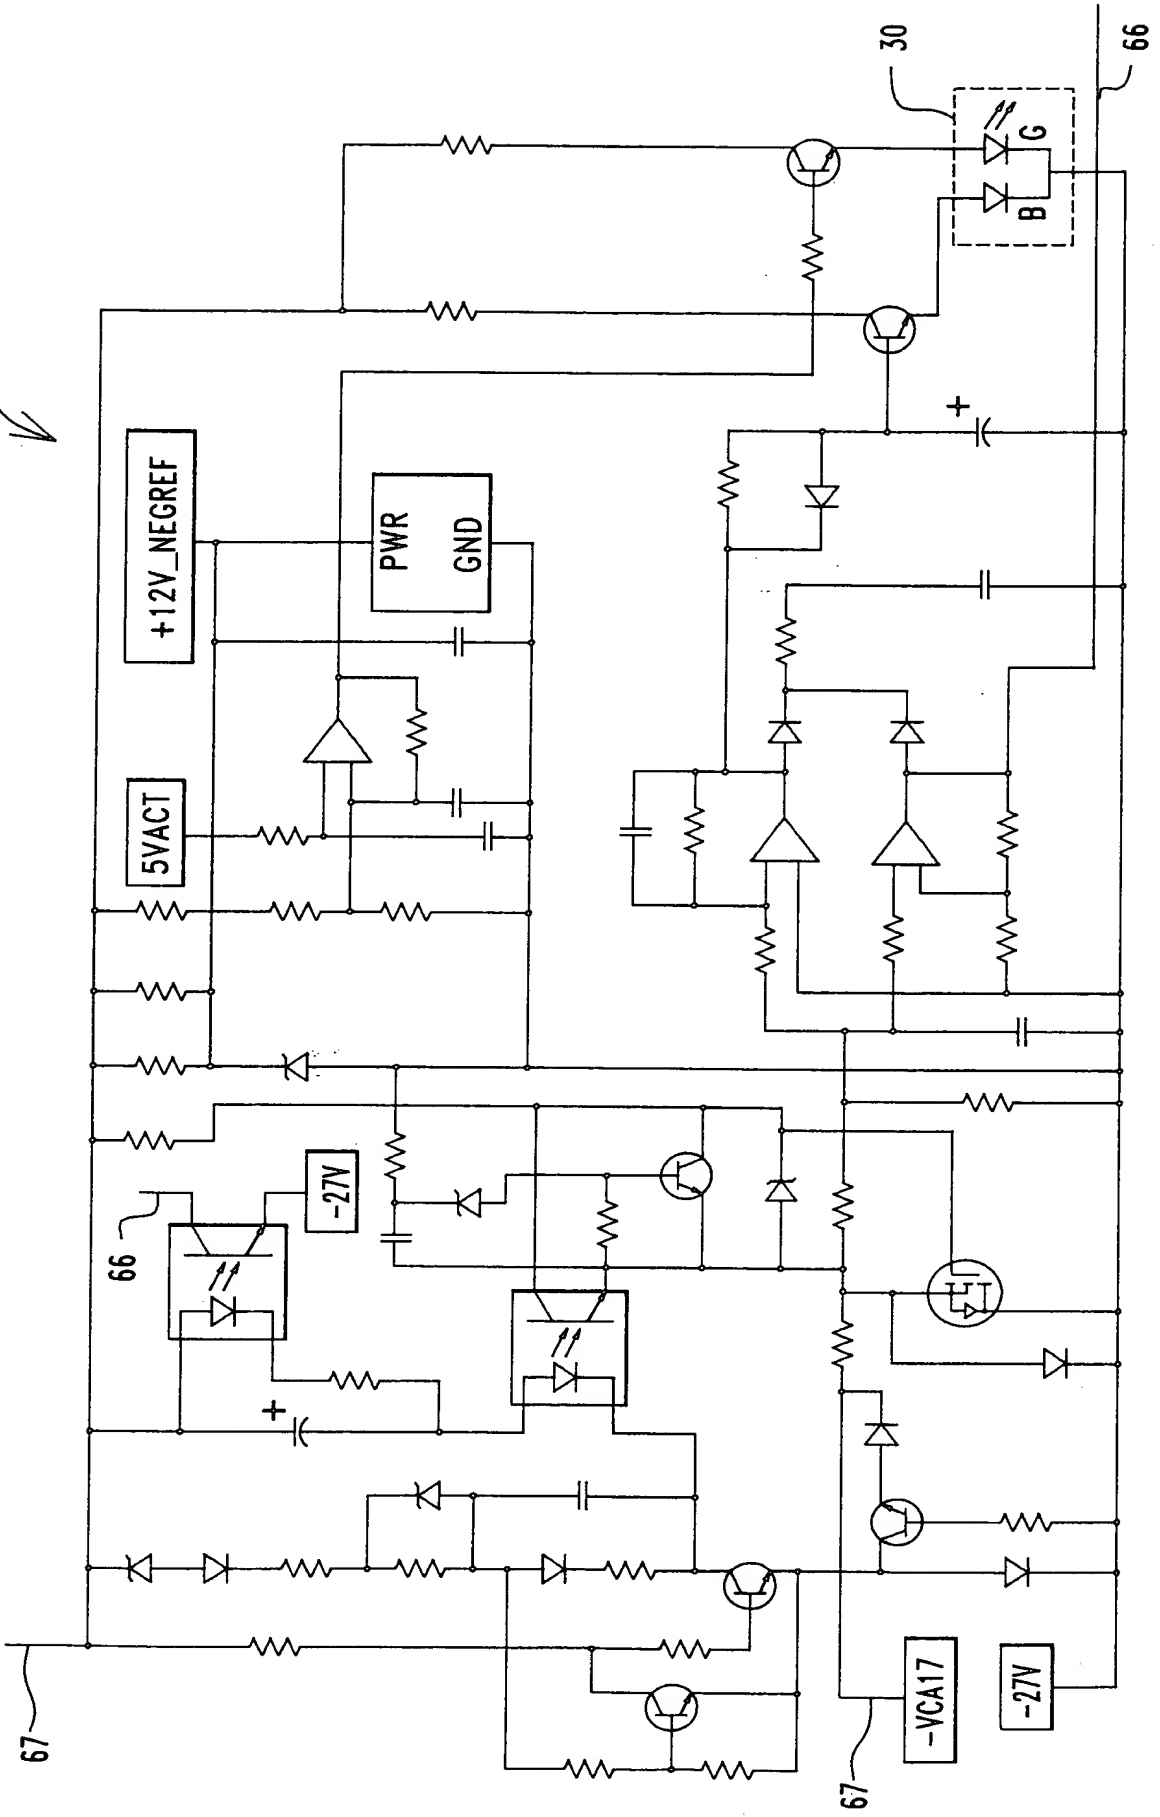 67
66
-27V
5VACT
+12V_NEGREF
PWR
GND
+
30
+
B
G
66
67
-VCA17
-27V